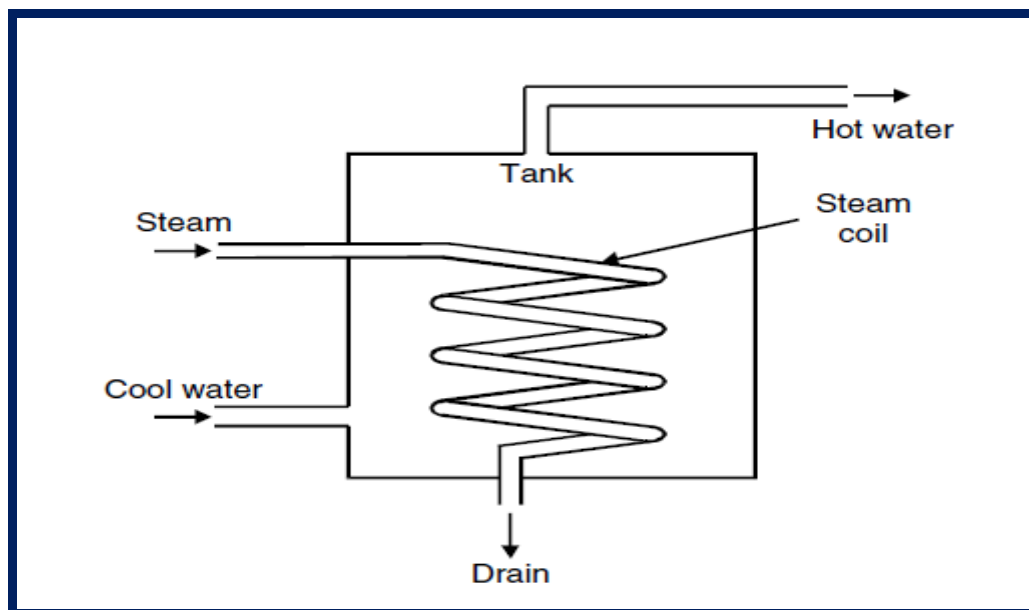 Hot water
Tank
Steam
Steam
coil
Cool water
Drain